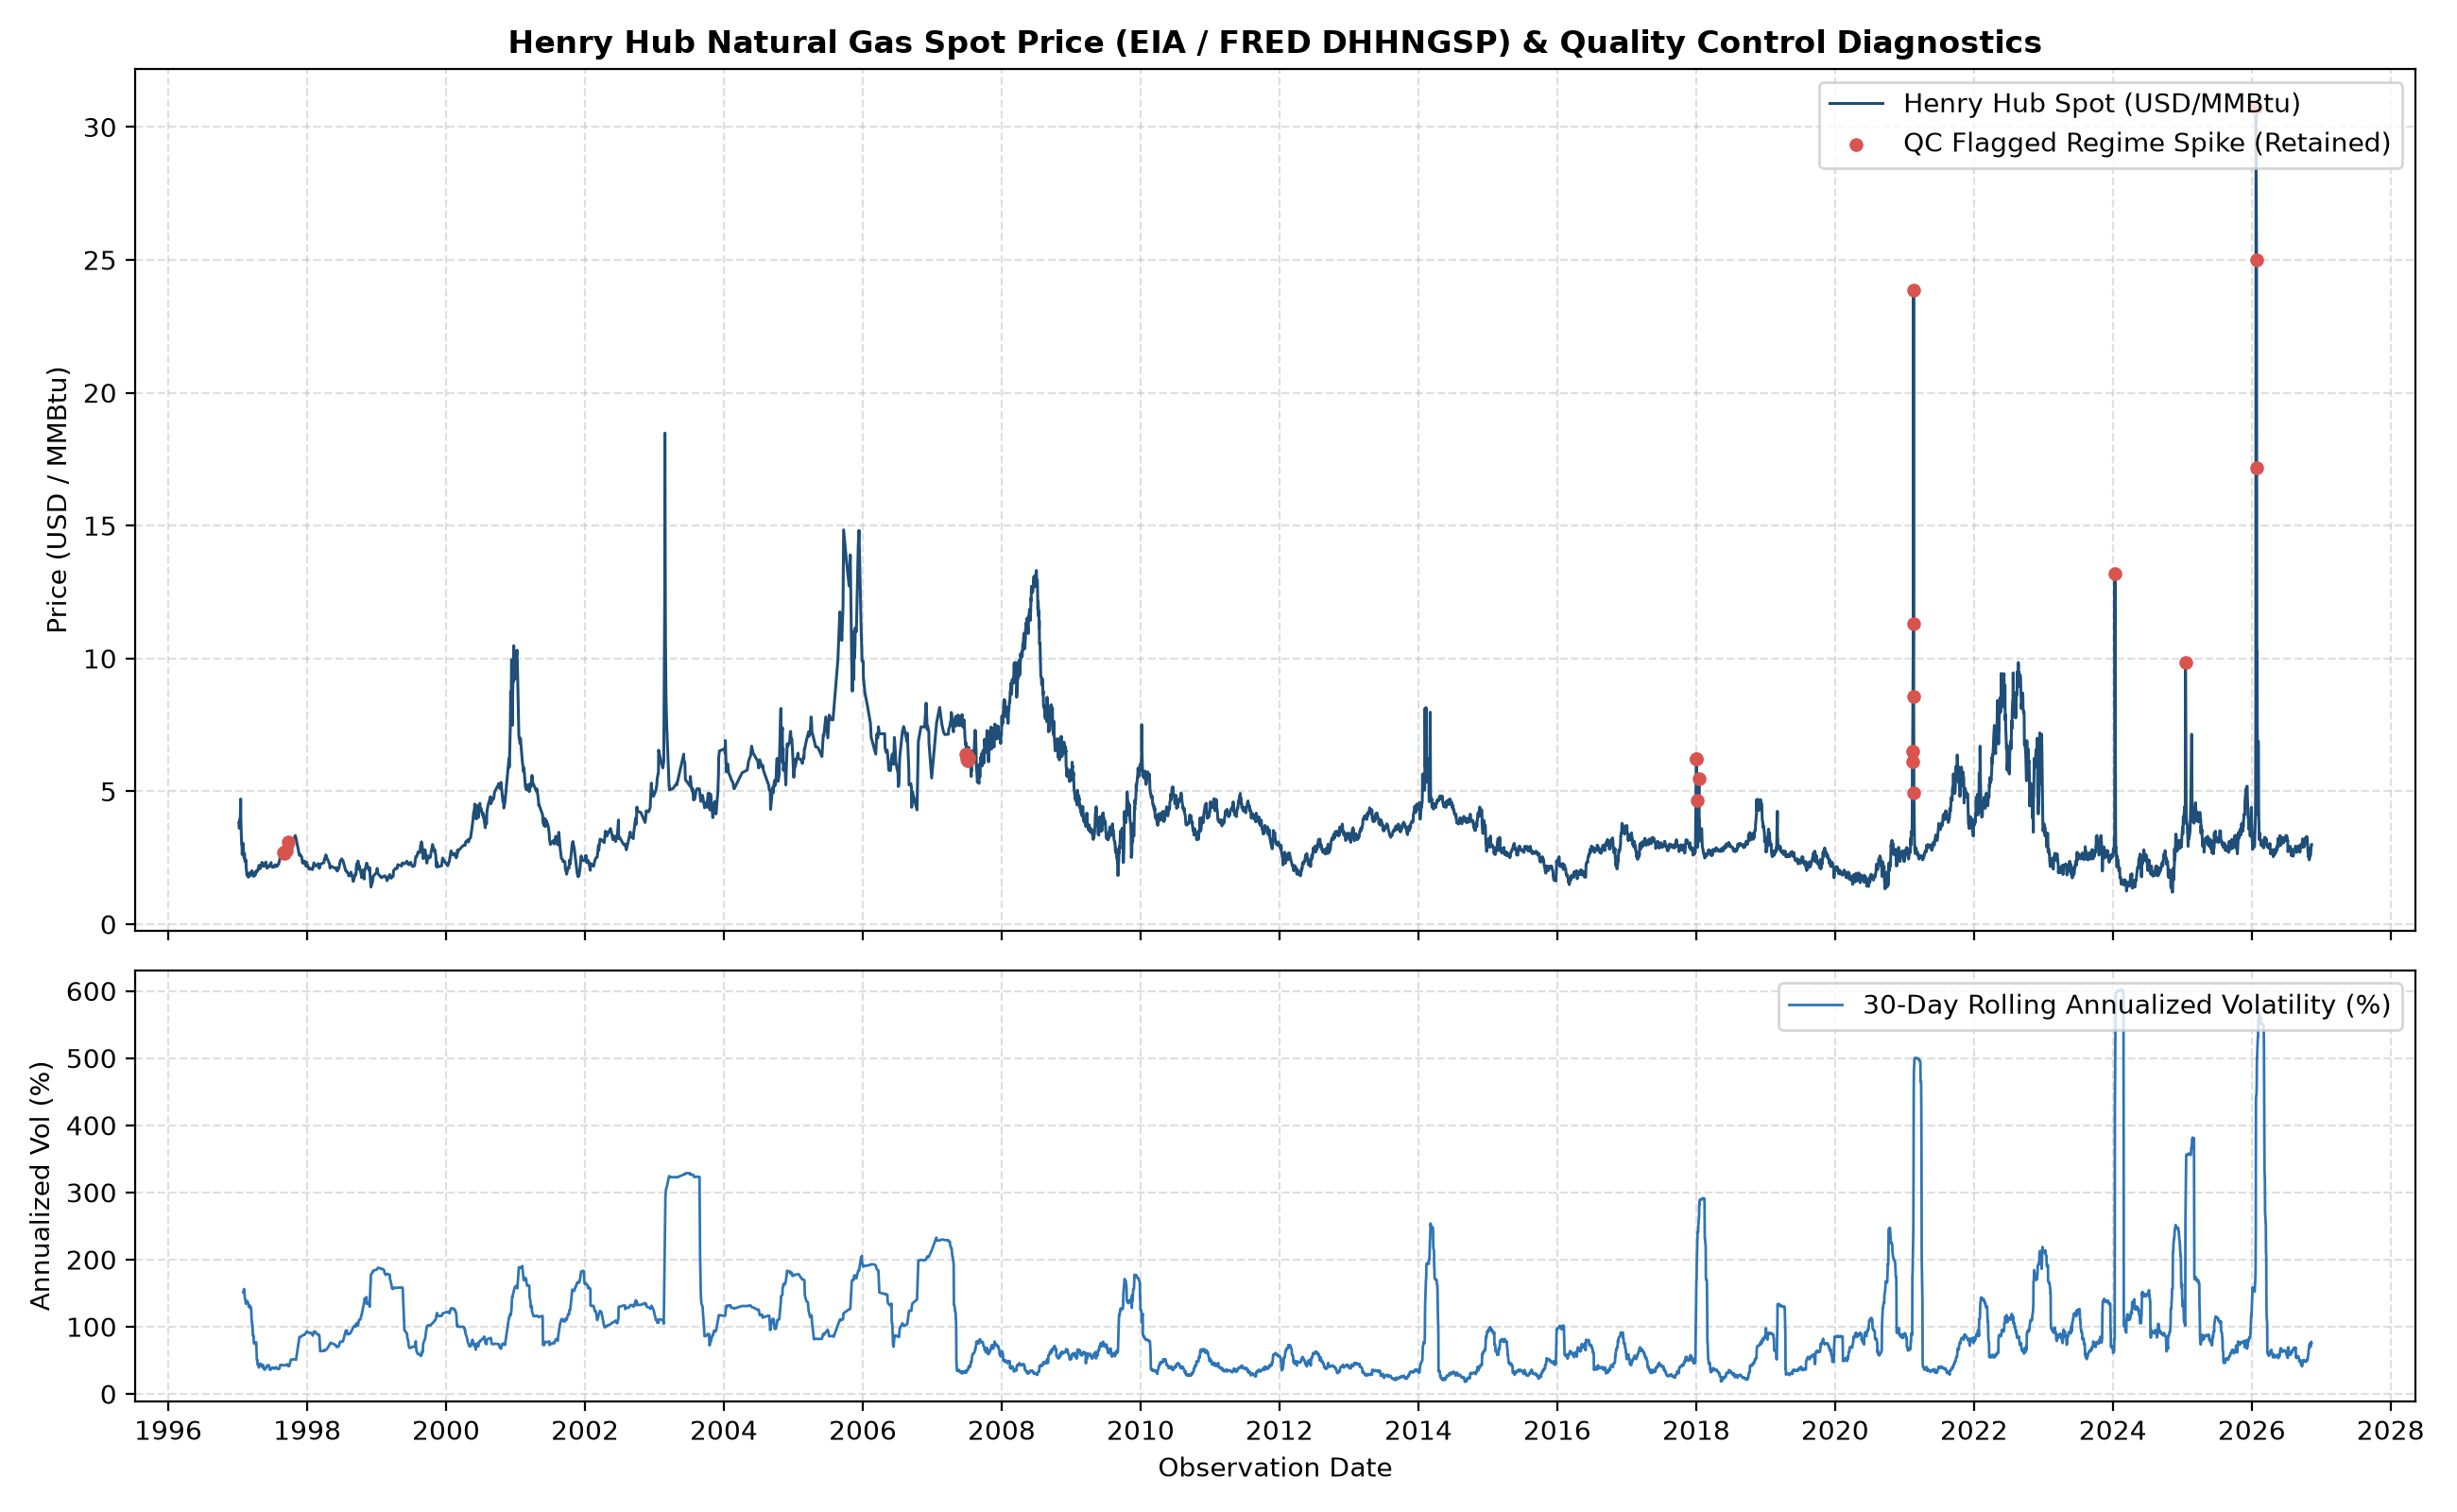 Henry Hub Natural Gas Spot Price (EIA / FRED DHHNGSP) & Quality Control Diagnostics
Henry Hub Spot (USD/MMBtu)
QC Flagged Regime Spike (Retained)
Price (USD / MMBtu)
30
25
20
15
10
5
0
30-Day Rolling Annualized Volatility (%)
Annualized Vol (%)
600
500
400
300
200
100
0
1996 1998 2000 2002 2004 2006 2008 2010 2012 2014 2016 2018 2020 2022 2024 2026 2028
Observation Date